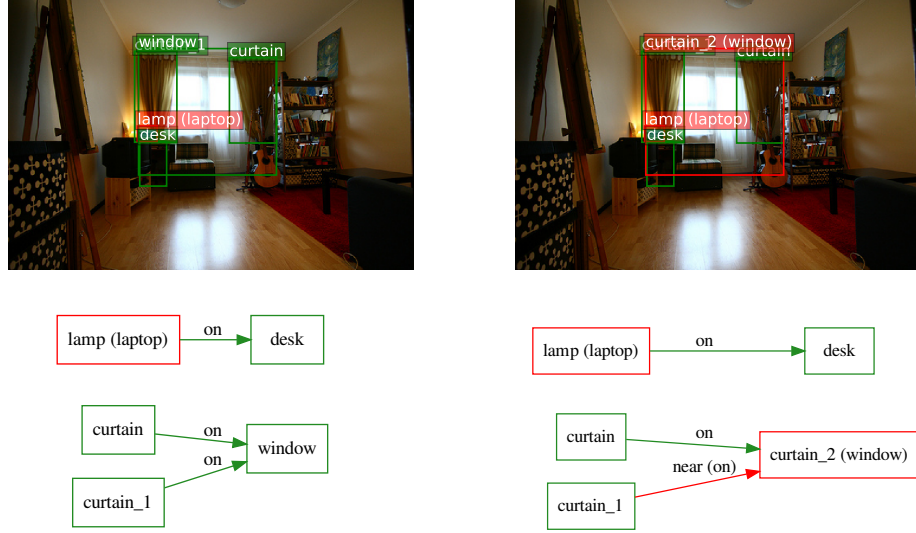 window
curtain_1
curtain
lamp (laptop)
desk
curtain_2 (window)
curtain
lamp (laptop)
desk
lamp (laptop)
on
desk
curtain
on
window
on
curtain_1
lamp (laptop)
on
desk
curtain
on
curtain_2 (window)
near (on)
curtain_1